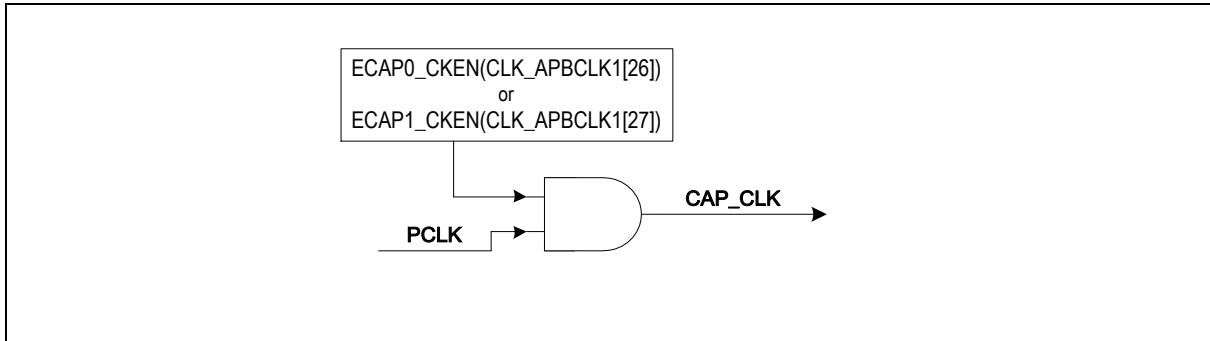 ECAP0_CKEN(CLK_APBCLK1[26])
or
ECAP1_CKEN(CLK_APBCLK1[27])
CAP_CLK
PCLK